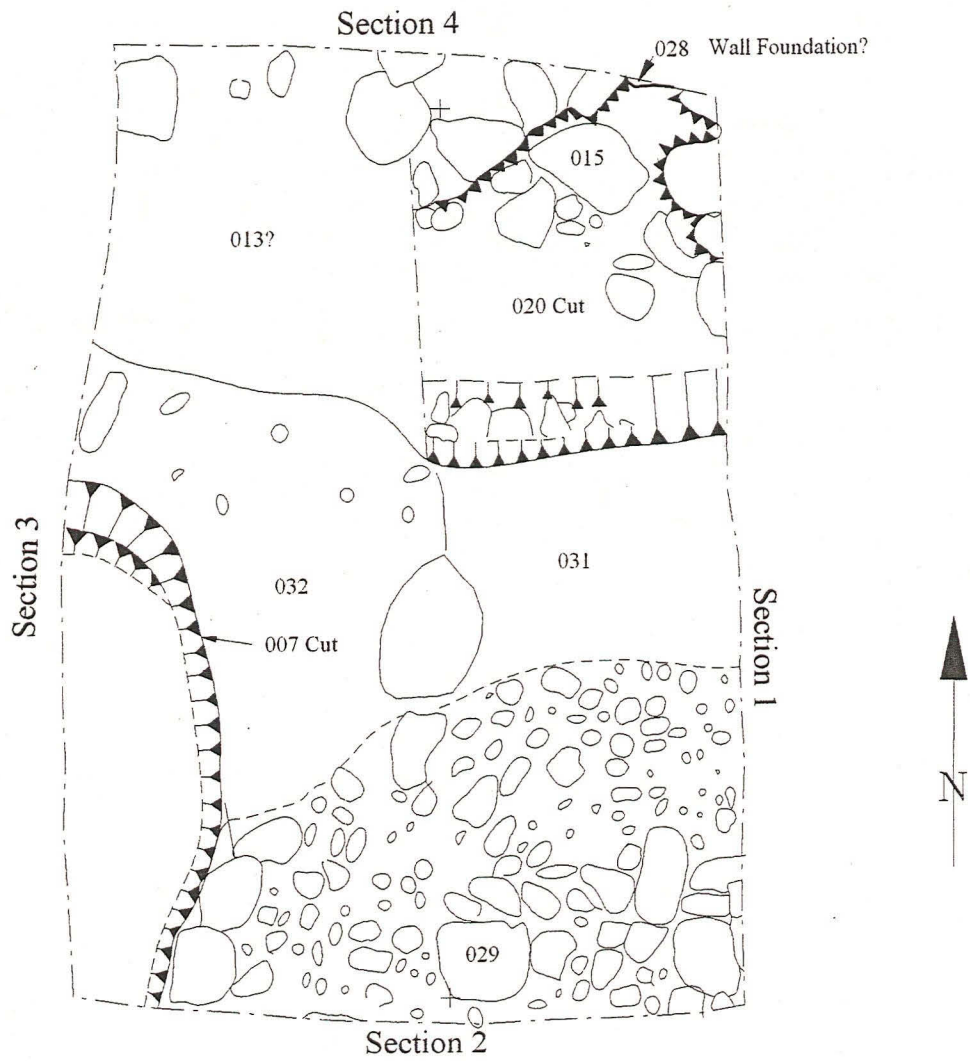 Section 4
028 Wall Foundation?
015
013?
020 Cut
Section 3
032
031
007 Cut
Section 1
N
029
Section 2